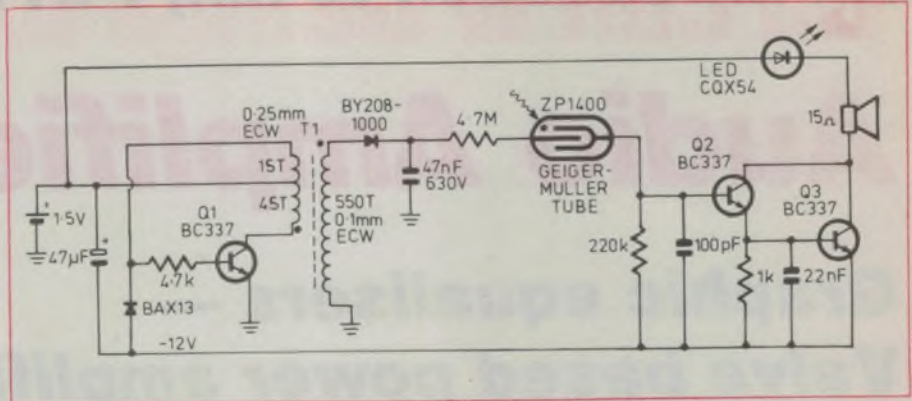 0.25mm
ECW
T1
BY208-
1000
4.7M
ZP1400
GEIGER-
MULLER
TUBE
LED
CQX54
15Ω
15T
45T
550T
0.1mm
ECW
47nF
630V
1.5V
47µF
Q1
BC337
4.7k
BAX13
-12V
220k
100pF
Q2
BC337
Q3
BC337
1k
22nF